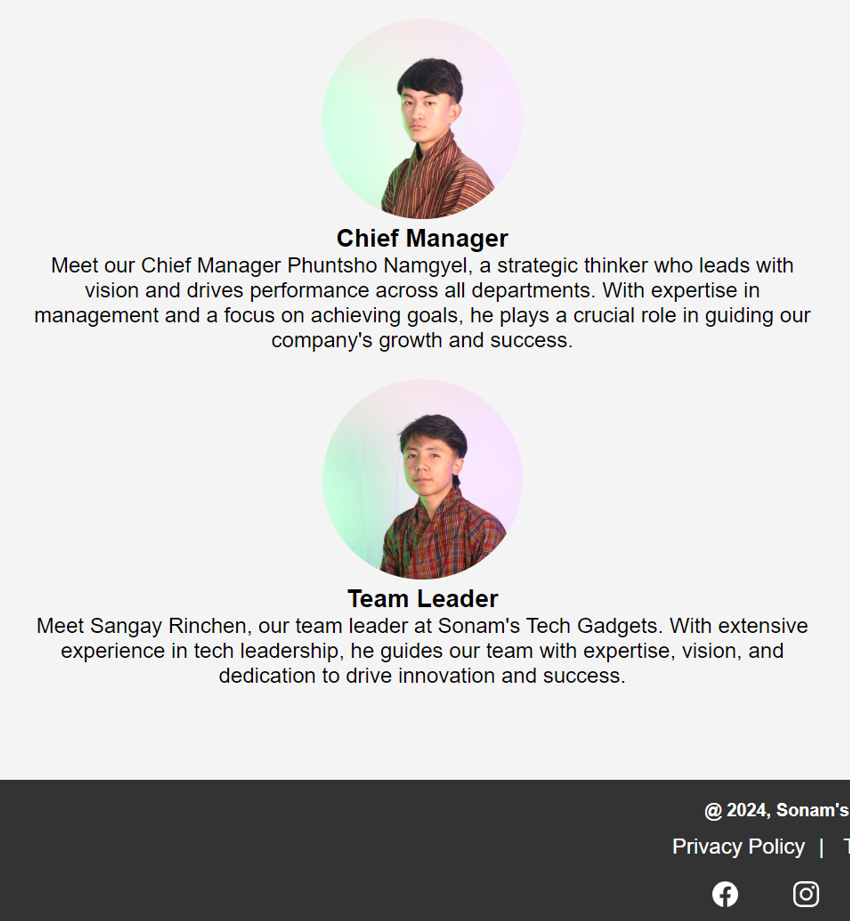 Chief Manager
Meet our Chief Manager Phuntsho Namgyel, a strategic thinker who leads with
vision and drives performance across all departments. With expertise in
management and a focus on achieving goals, he plays a crucial role in guiding our
company's growth and success.
Team Leader
Meet Sangay Rinchen, our team leader at Sonam's Tech Gadgets. With extensive
experience in tech leadership, he guides our team with expertise, vision, and
dedication to drive innovation and success.
@ 2024, Sonam's
Privacy Policy |